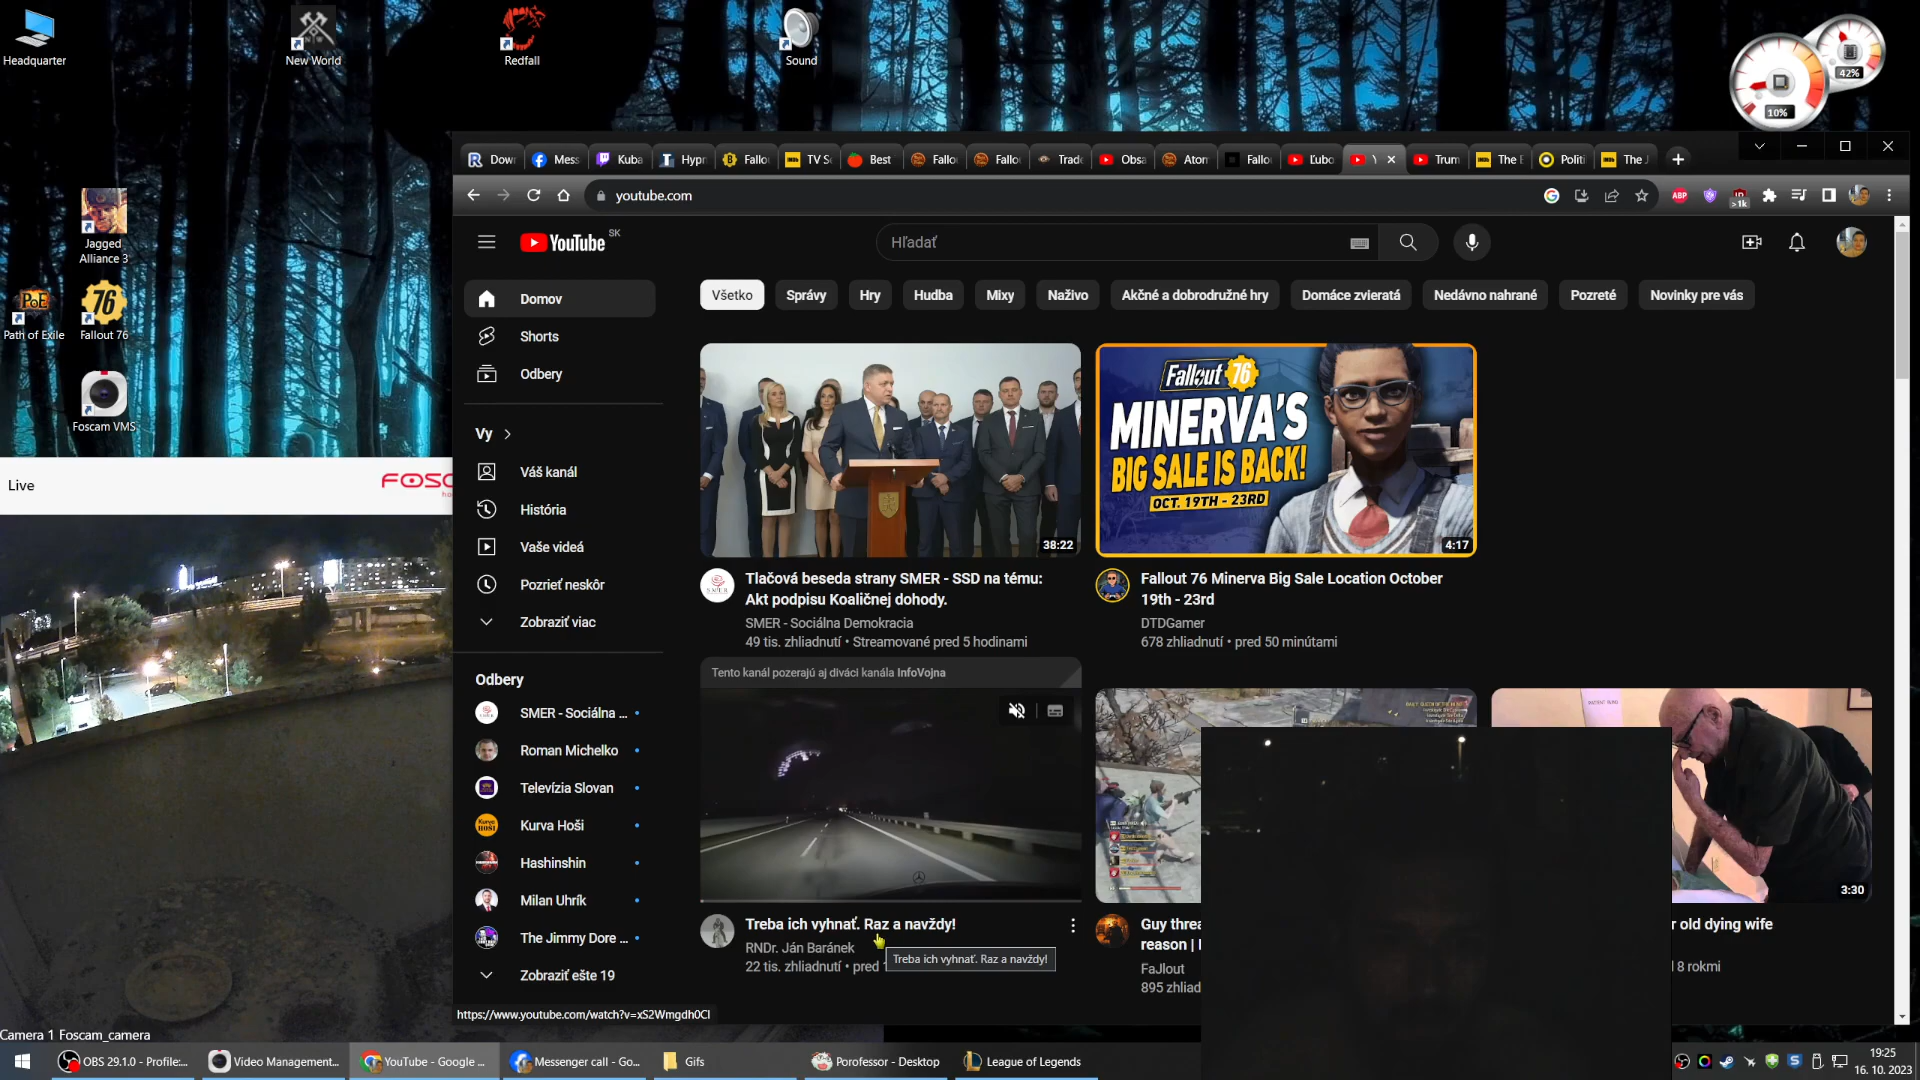 Headquarter
New World
Redfall
Sound
42%
10%
Jagged
Alliance 3
Path of Exile
Fallout 76
Foscam VMS
Dow
Mess
Kuba
Hypn
Fallo
TV S
Best
Fallo
Fallo
Trade
Obsa
Aton
Fallo
Ľubo
Trum
The E
Politi
The J
youtube.com
ABP
>1k
YouTube SK
Hľadať
Všetko
Správy
Hry
Hudba
Mixy
Naživo
Akčné a dobrodružné hry
Domáce zvieratá
Nedávno nahrané
Pozreté
Novinky pre vás
Domov
Shorts
Odbery
Vy
Váš kanál
História
Vaše videá
Pozrieť neskôr
Zobraziť viac
Odbery
SMER - Sociálna ...
Roman Michelko
Televízia Slovan
Kurva Hoši
Hashinshin
Milan Uhrík
The Jimmy Dore ...
Zobraziť ešte 19
38:22
Tlačová beseda strany SMER - SSD na tému:
Akt podpisu Koaličnej dohody.
SMER - Sociálna Demokracia
49 tis. zhliadnutí • Streamované pred 5 hodinami
Fallout 76
MINERVA'S
BIG SALE IS BACK!
OCT. 19TH - 23RD
4:17
Fallout 76 Minerva Big Sale Location October
19th - 23rd
DTDGamer
678 zhliadnutí • pred 50 minútami
Tento kanál pozerajú aj diváci kanála InfoVojna
Treba ich vyhnať. Raz a navždy!
RNDr. Ján Baránek
22 tis. zhliadnutí • pred
Treba ich vyhnať. Raz a navždy!
Guy threa
reason |
FaJlout
895 zhliad
3:30
r old dying wife
8 rokmi
Live
FOSC
Camera 1 Foscam_camera
https://www.youtube.com/watch?v=xS2Wmgdh0CI
OBS 29.1.0 - Profile:...
Video Management...
YouTube - Google ...
Messenger call - Go...
Gifs
Porofessor - Desktop
League of Legends
19:25
16. 10. 2023